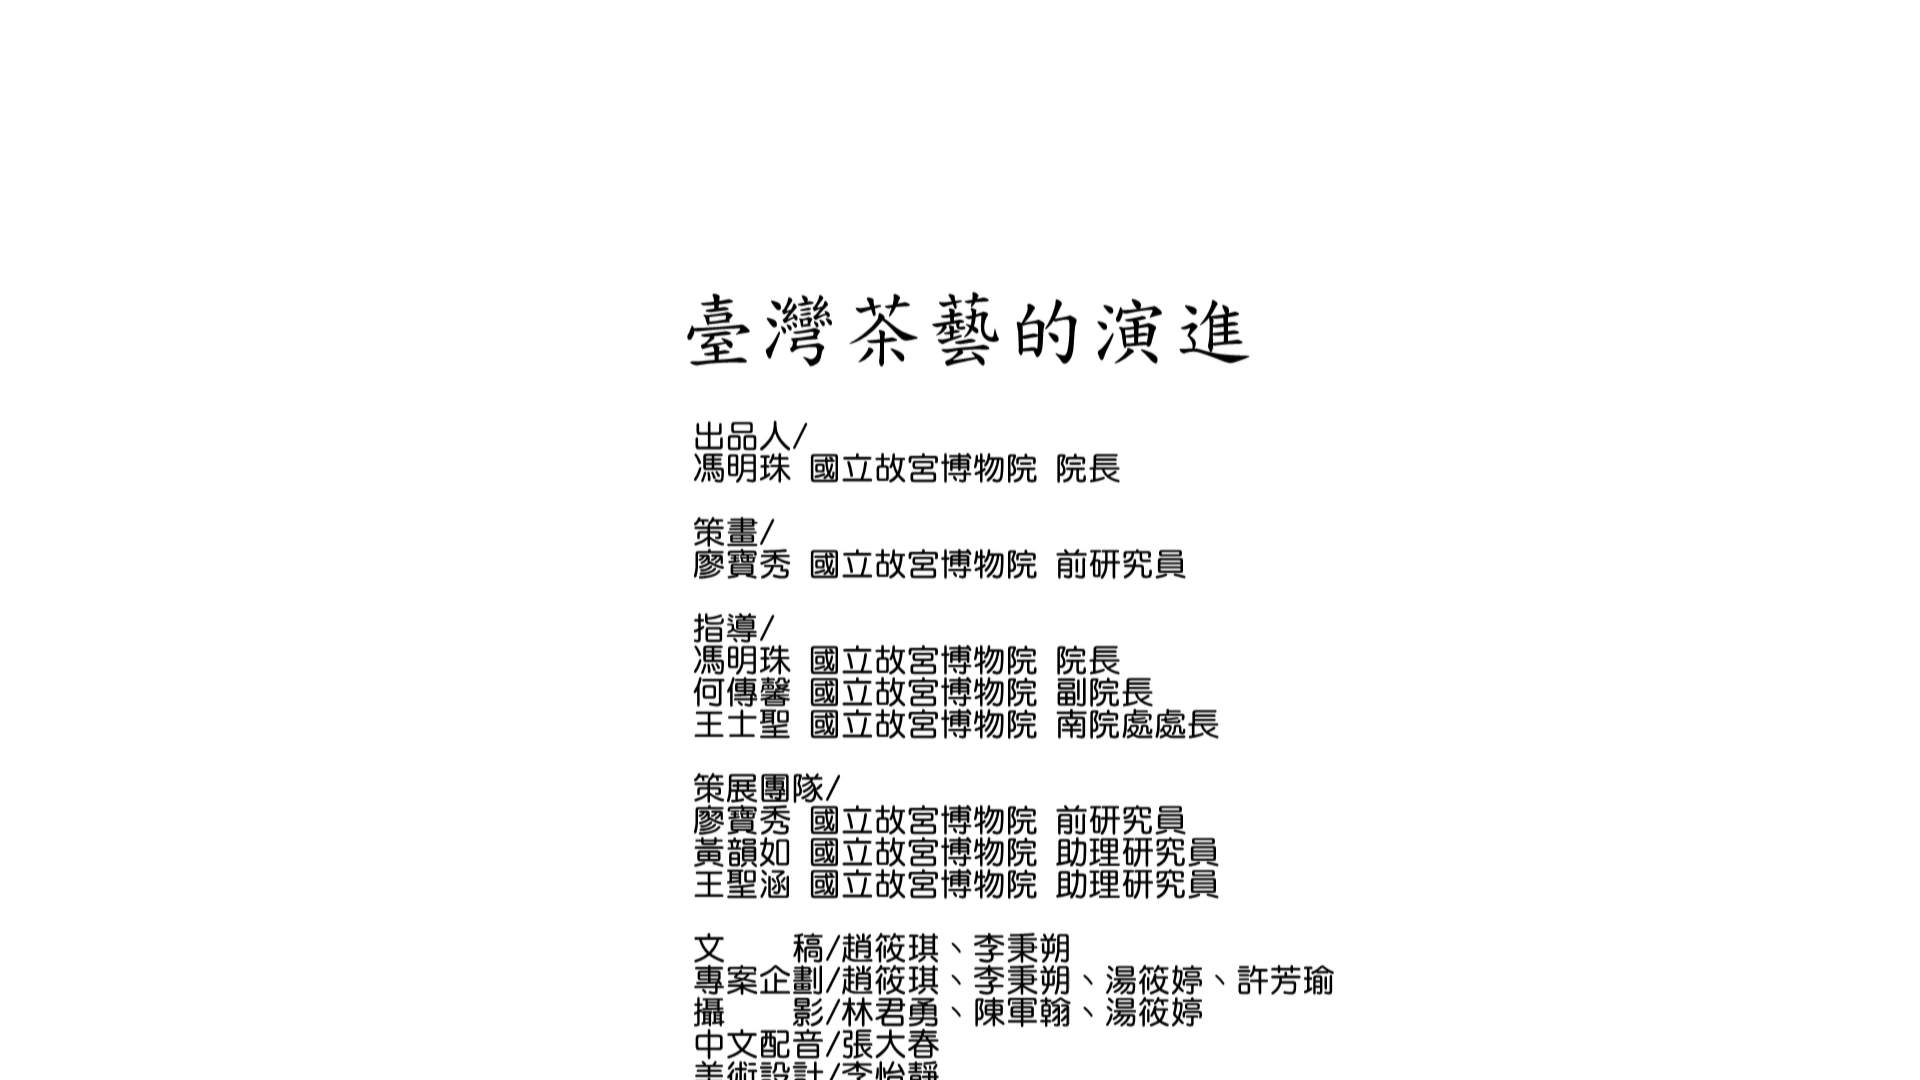 臺灣茶藝的演進
出品人/
馮明珠 國立故宮博物院 院長
策畫/
廖寶秀 國立故宮博物院 前研究員
指導/
馮明珠 國立故宮博物院 院長
何傳馨 國立故宮博物院 副院長
王士聖 國立故宮博物院 南院處處長
策展團隊/
廖寶秀 國立故宮博物院 前研究員
黃韻如 國立故宮博物院 助理研究員
王聖涵 國立故宮博物院 助理研究員
文　　稿/趙筱琪、李秉朔
專案企劃/趙筱琪、李秉朔、湯筱婷、許芳瑜
攝　　影/林君勇、陳軍翰、湯筱婷
中文配音/張大春
美術設計/李怡靜